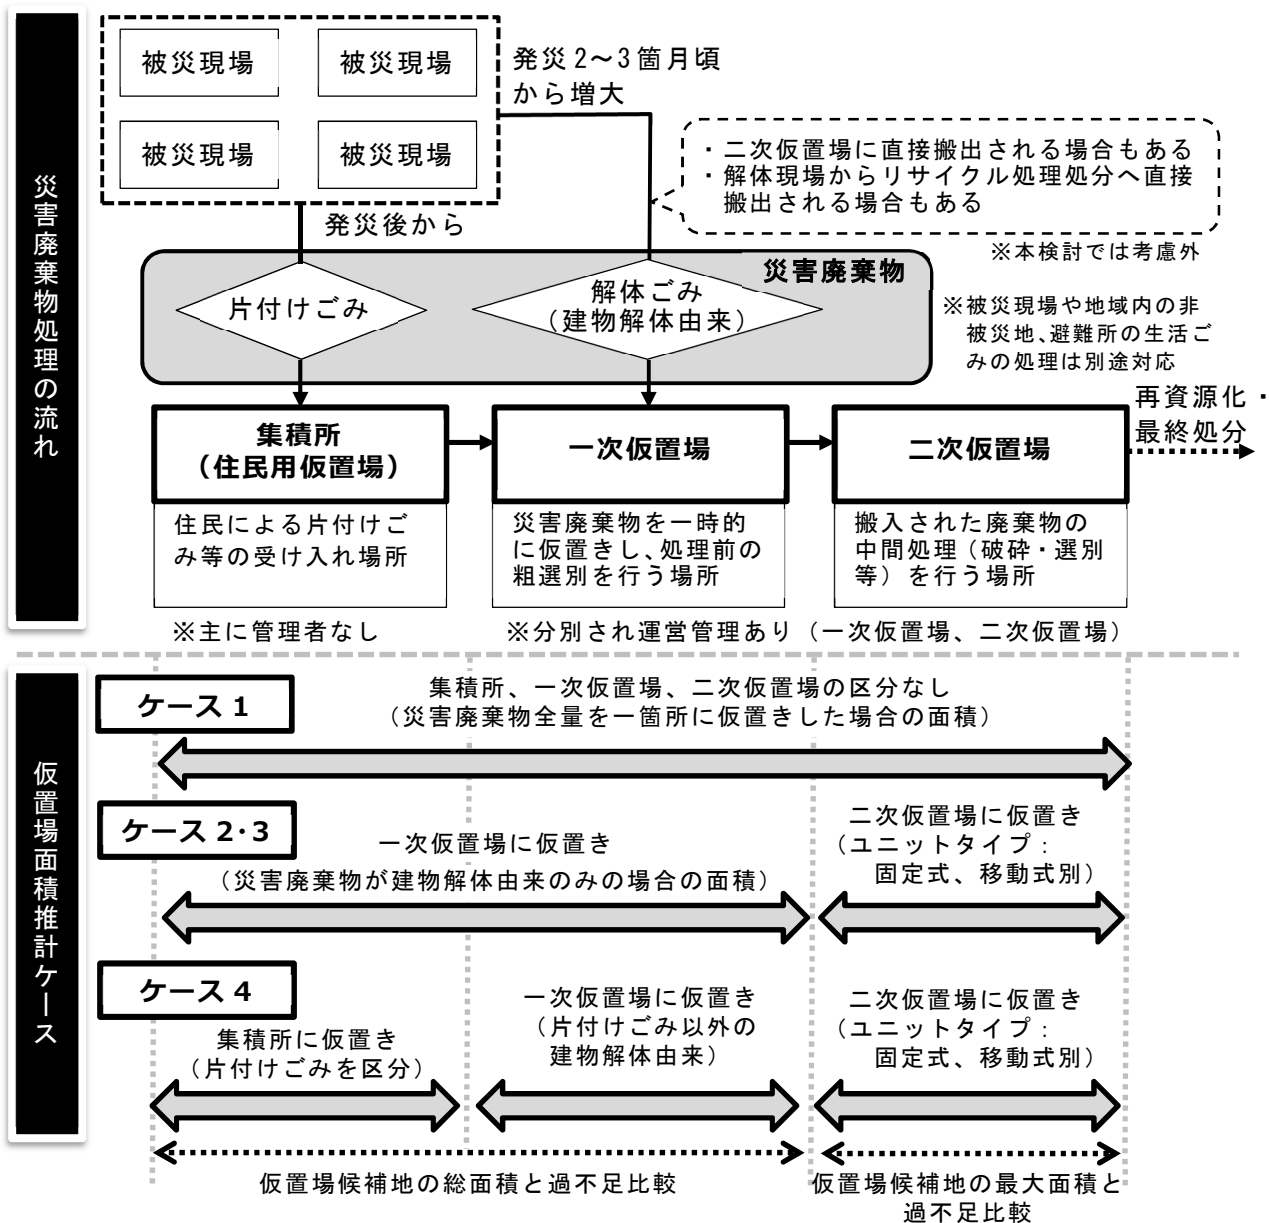 災害廃棄物処理の流れ
被災現場
被災現場
被災現場
被災現場
発災2～3箇月頃
から増大
・二次仮置場に直接搬出される場合もある
・解体現場からリサイクル処理処分へ直接
搬出される場合もある
発災後から
※本検討では考慮外
災害廃棄物
片付けごみ
解体ごみ
（建物解体由来）
※被災現場や地域内の非
被災地、避難所の生活ご
みの処理は別途対応
集積所
（住民用仮置場）
一次仮置場
二次仮置場
再資源化・
最終処分
住民による片付けご
み等の受け入れ場所
災害廃棄物を一時的
に仮置きし、処理前の
粗選別を行う場所
搬入された廃棄物の
中間処理（破砕・選別
等）を行う場所
※主に管理者なし
※分別され運営管理あり（一次仮置場、二次仮置場）
仮置場面積推計ケース
ケース1
集積所、一次仮置場、二次仮置場の区分なし
（災害廃棄物全量を一箇所に仮置きした場合の面積）
ケース2･3
一次仮置場に仮置き
（災害廃棄物が建物解体由来のみの場合の面積）
二次仮置場に仮置き
（ユニットタイプ：
固定式、移動式別）
ケース4
集積所に仮置き
（片付けごみを区分）
一次仮置場に仮置き
（片付けごみ以外の
建物解体由来）
二次仮置場に仮置き
（ユニットタイプ：
固定式、移動式別）
仮置場候補地の総面積と過不足比較
仮置場候補地の最大面積と
過不足比較